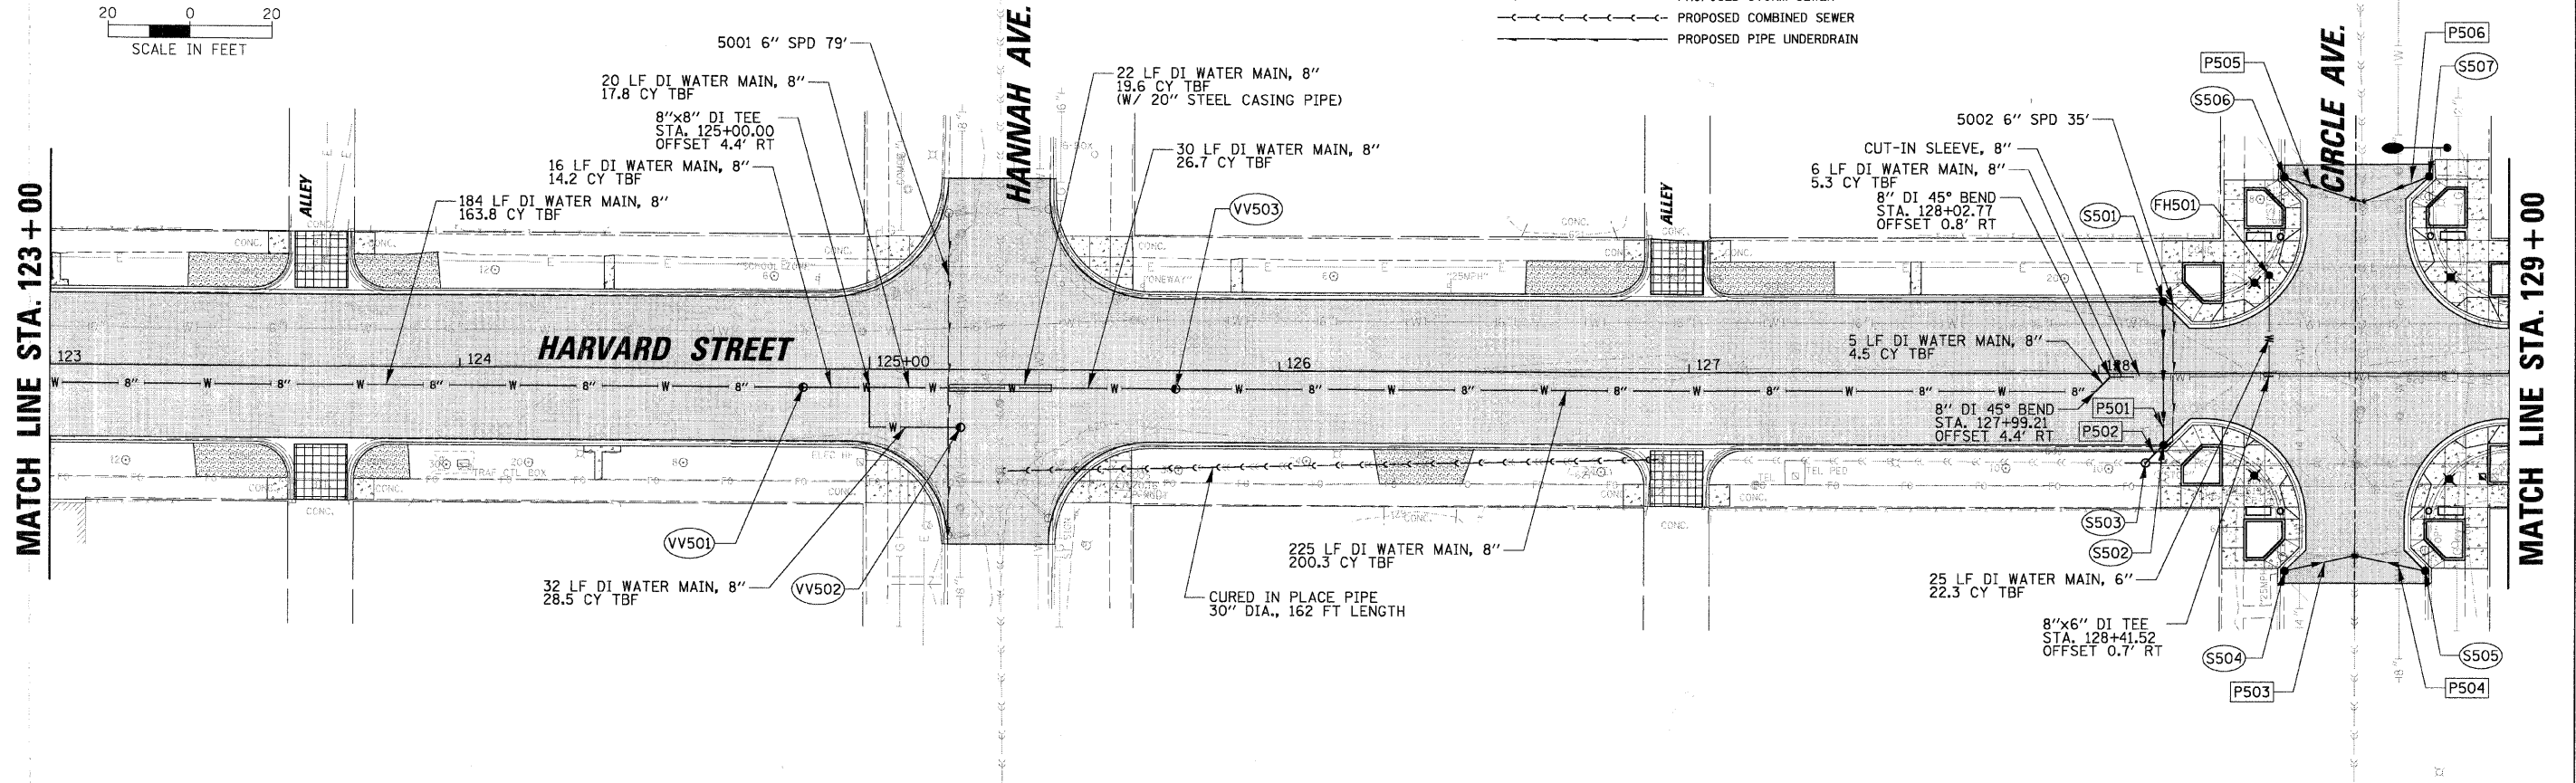 20 0 20
SCALE IN FEET
PROPOSED COMBINED SEWER
PROPOSED PIPE UNDERDRAIN
5001 6" SPD 79'
20 LF DI WATER MAIN, 8"
17.8 CY TBF
8"x8" DI TEE
STA. 125+00.00
OFFSET 4.4' RT
16 LF DI WATER MAIN, 8"
14.2 CY TBF
184 LF DI WATER MAIN, 8"
163.8 CY TBF
ALLEY
HANNAH AVE.
22 LF DI WATER MAIN, 8"
19.6 CY TBF
(W/ 20" STEEL CASING PIPE)
30 LF DI WATER MAIN, 8"
26.7 CY TBF
VV503
ALLEY
5002 6" SPD 35'
CUT-IN SLEEVE, 8"
6 LF DI WATER MAIN, 8"
5.3 CY TBF
8" DI 45° BEND
STA. 128+02.77
OFFSET 0.8' RT
S501
FH501
S506
P505
CIRCLE AVE.
P506
S507
MATCH LINE STA. 123+00
MATCH LINE STA. 129+00
HARVARD STREET
123
124
125+00
126
127
128
5 LF DI WATER MAIN, 8"
4.5 CY TBF
8" DI 45° BEND
STA. 127+99.21
OFFSET 4.4' RT
P501
P502
S503
S502
VV501
VV502
32 LF DI WATER MAIN, 8"
28.5 CY TBF
CURED IN PLACE PIPE
30" DIA., 162 FT LENGTH
225 LF DI WATER MAIN, 8"
200.3 CY TBF
25 LF DI WATER MAIN, 6"
22.3 CY TBF
8"x6" DI TEE
STA. 128+41.52
OFFSET 0.7' RT
S504
S505
P503
P504